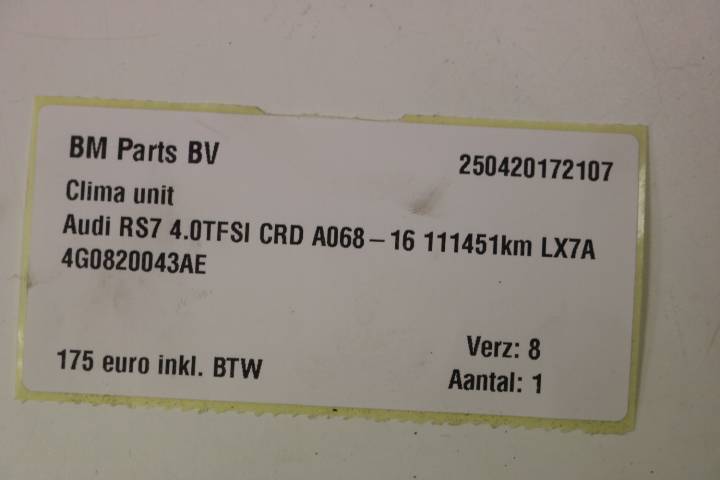 BM Parts BV 250420172107
Clima unit
Audi RS7 4.0TFSI CRD A068-16 111451km LX7A
4G0820043AE
175 euro inkl. BTW Verz: 8
Aantal: 1